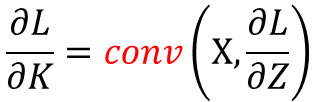 ∂L/∂K = conv(X, ∂L/∂Z)